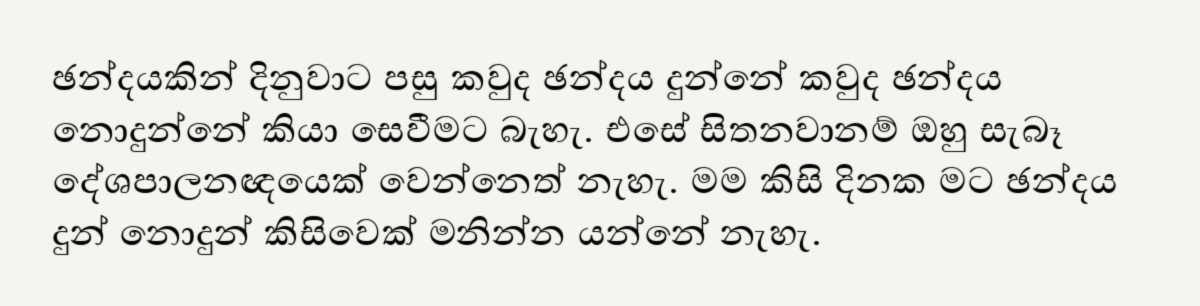 ඡන්දයකින් දිනුවාට පසු කවුද ඡන්දය දුන්නේ කවුද ඡන්දය
නොදුන්නේ කියා සෙවීමට බැහැ. එසේ සිතනවානම් ඔහු සැබෑ
දේශපාලනඥයෙක් වෙන්නෙත් නැහැ. මම කිසි දිනක මට ඡන්දය
දුන් නොදුන් කිසිවෙක් මනින්න යන්නේ නැහැ.